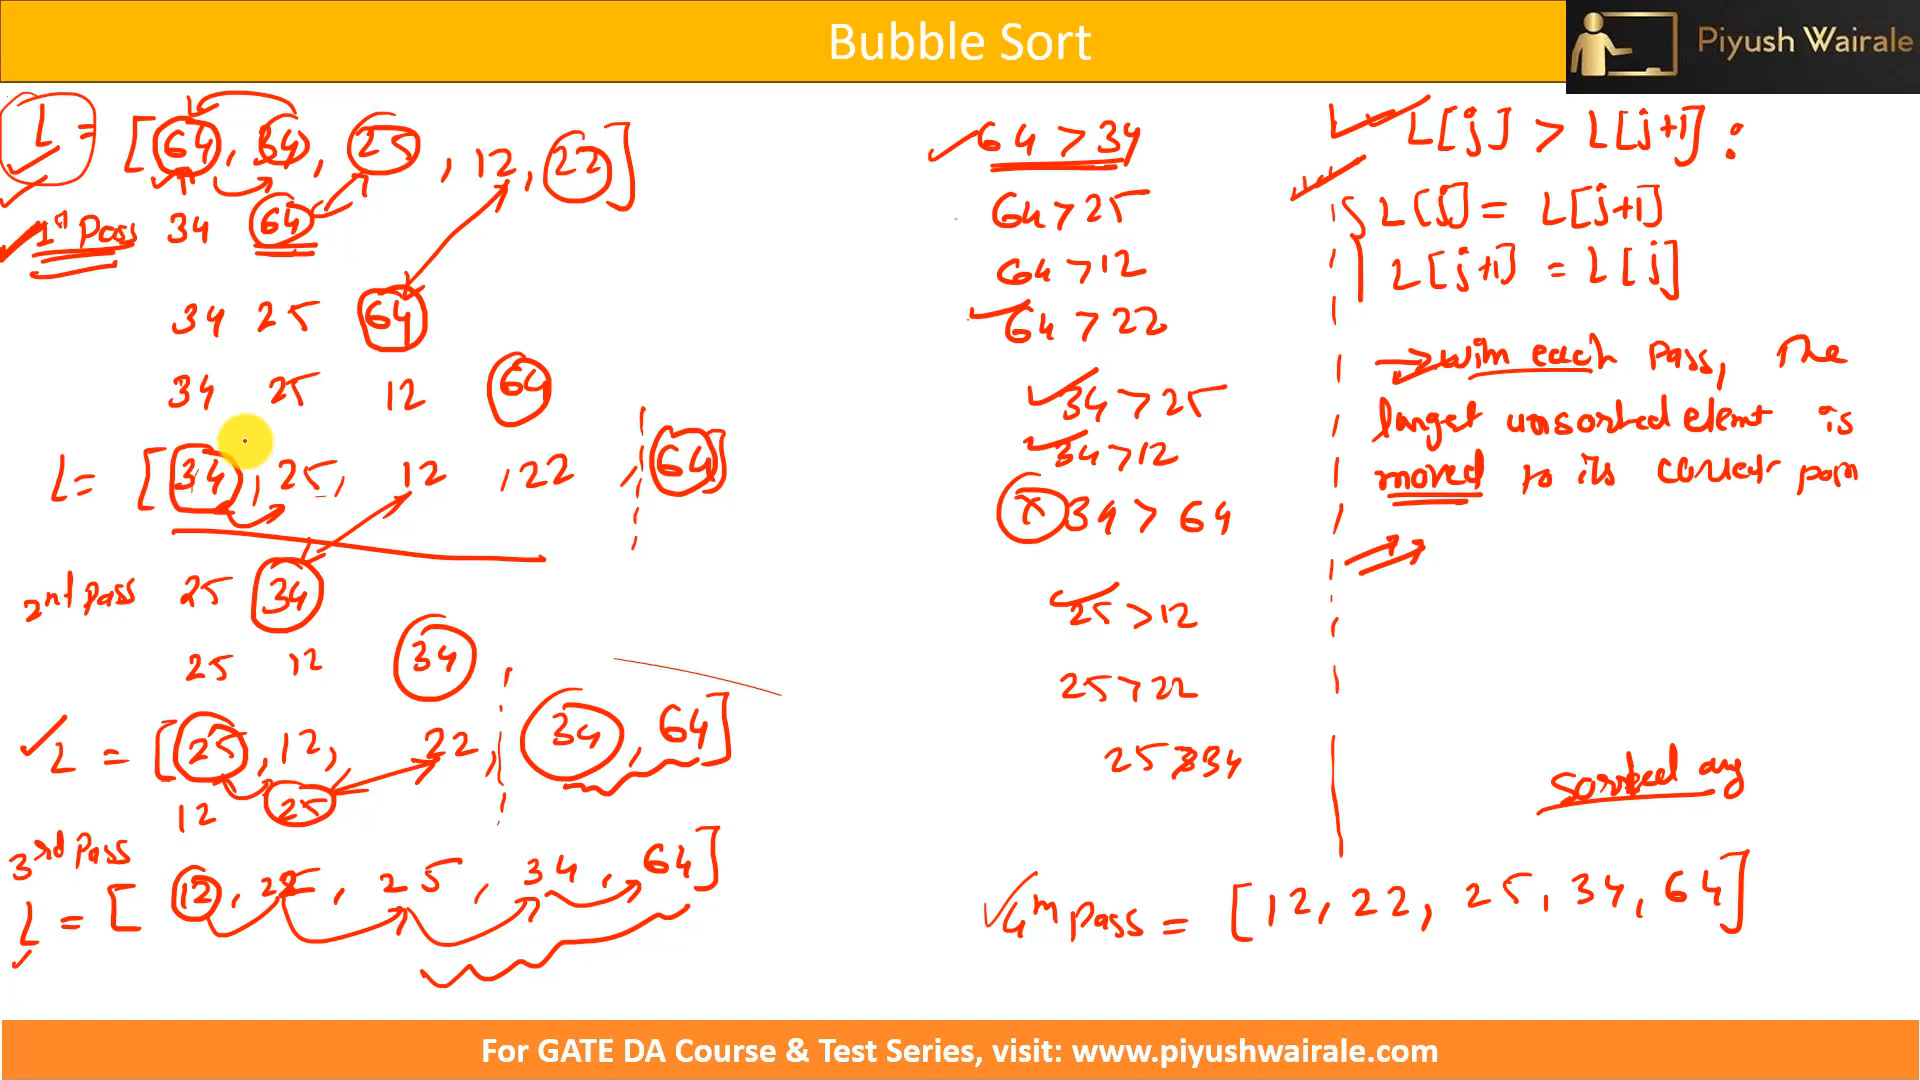 Bubble Sort
Piyush Wairale
L = [64, 34, 25, 12, 22]
1st Pass 34 64
34 25 64
34 25 12 64
L = [34, 25, 12, 22, 64]
2nd Pass 25 34
25 12 34
L = [25, 12, 22, 34, 64]
12 25
3rd Pass
L = [12, 22, 25, 34, 64]
64 > 34
64 > 25
64 > 12
64 > 22
34 > 25
34 > 12
x 34 > 64
25 > 12
25 > 22
25 34
L[j] > L[j+1] :
L[j] = L[j+1]
L[j+1] = L[j]
→ with each Pass, The
largest unsorted elemt is
moved to its correct
sorted
4th Pass = [12, 22, 25, 34, 64]
For GATE DA Course & Test Series, visit: www.piyushwairale.com